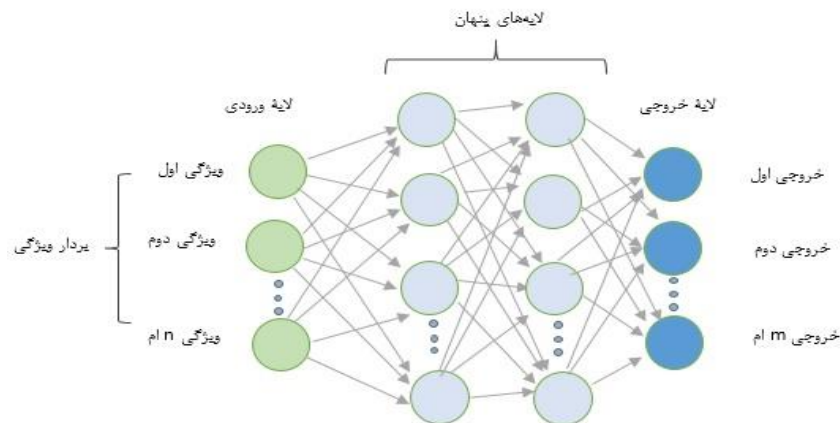 لایه‌های پنهان
لایهٔ ورودی
لایهٔ خروجی
ویژگی اول
خروجی اول
ویژگی دوم
خروجی دوم
بردار ویژگی
ویژگی n ام
خروجی m ام